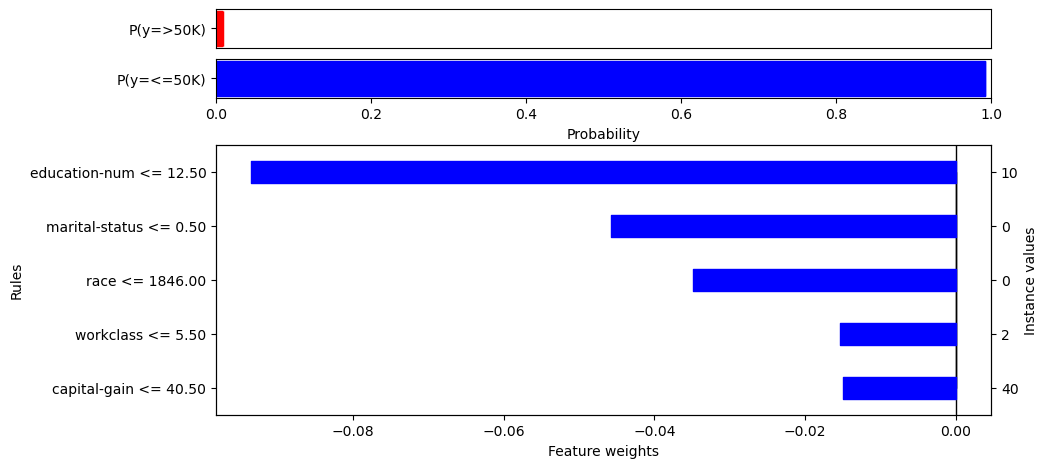 P(y=>50K)
P(y=<=50K)
0.0 0.2 0.4 0.6 0.8 1.0
Probability
education-num <= 12.50 10
marital-status <= 0.50 0
race <= 1846.00 0
workclass <= 5.50 2
capital-gain <= 40.50 40
Rules
Instance values
−0.08 −0.06 −0.04 −0.02 0.00
Feature weights